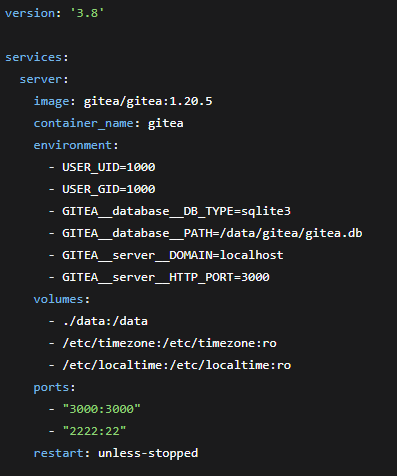 version: '3.8'

services:
  server:
    image: gitea/gitea:1.20.5
    container_name: gitea
    environment:
      - USER_UID=1000
      - USER_GID=1000
      - GITEA__database__DB_TYPE=sqlite3
      - GITEA__database__PATH=/data/gitea/gitea.db
      - GITEA__server__DOMAIN=localhost
      - GITEA__server__HTTP_PORT=3000
    volumes:
      - ./data:/data
      - /etc/timezone:/etc/timezone:ro
      - /etc/localtime:/etc/localtime:ro
    ports:
      - "3000:3000"
      - "2222:22"
    restart: unless-stopped